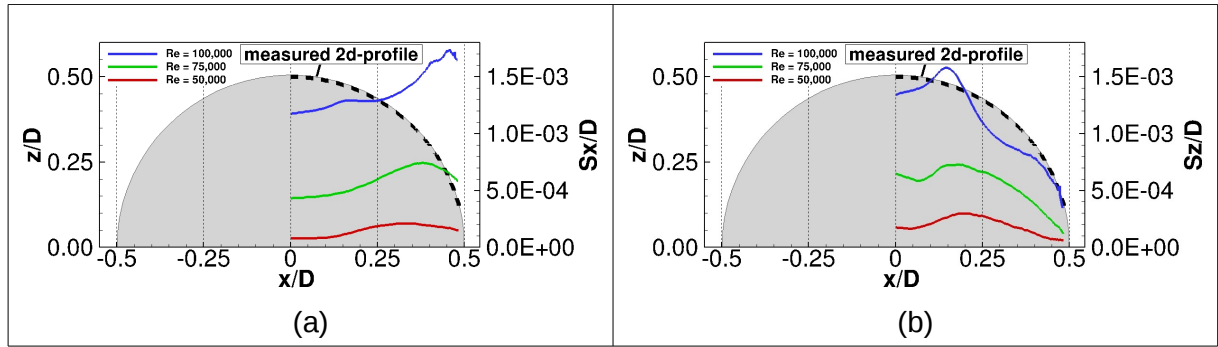 Re = 100,000
Re = 75,000
Re = 50,000
measured 2d-profile
0.50
0.25
0.00
z/D
1.5E-03
1.0E-03
5.0E-04
0.0E+00
Sx/D
-0.5
-0.25
0
0.25
0.5
x/D
(a)
Re = 100,000
Re = 75,000
Re = 50,000
measured 2d-profile
0.50
0.25
0.00
z/D
1.5E-03
1.0E-03
5.0E-04
0.0E+00
Sz/D
-0.5
-0.25
0
0.25
0.5
x/D
(b)